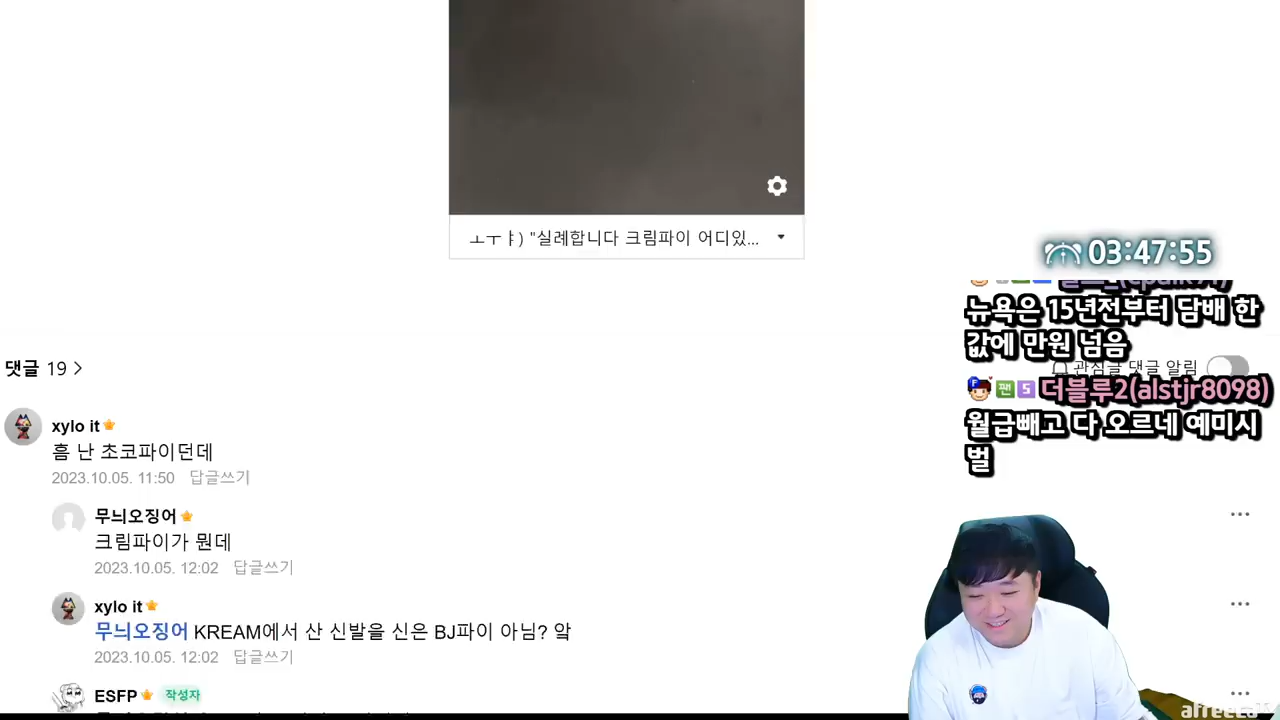 ㅗㅜㅑ) "실례합니다 크림파이 어디있...
03:47:55
뉴욕은 15년전부터 담배 한
값에 만원 넘음
댓글 19
관심글 댓글 알림
더블루2(alstjr8098)
월급빼고 다 오르네 예미시
벌
xylo it
흠 난 초코파이던데
2023.10.05. 11:50 답글쓰기
무늬오징어
크림파이가 뭔데
2023.10.05. 12:02 답글쓰기
xylo it
무늬오징어 KREAM에서 산 신발을 신은 BJ파이 아님? 앜
2023.10.05. 12:02 답글쓰기
ESFP 작성자